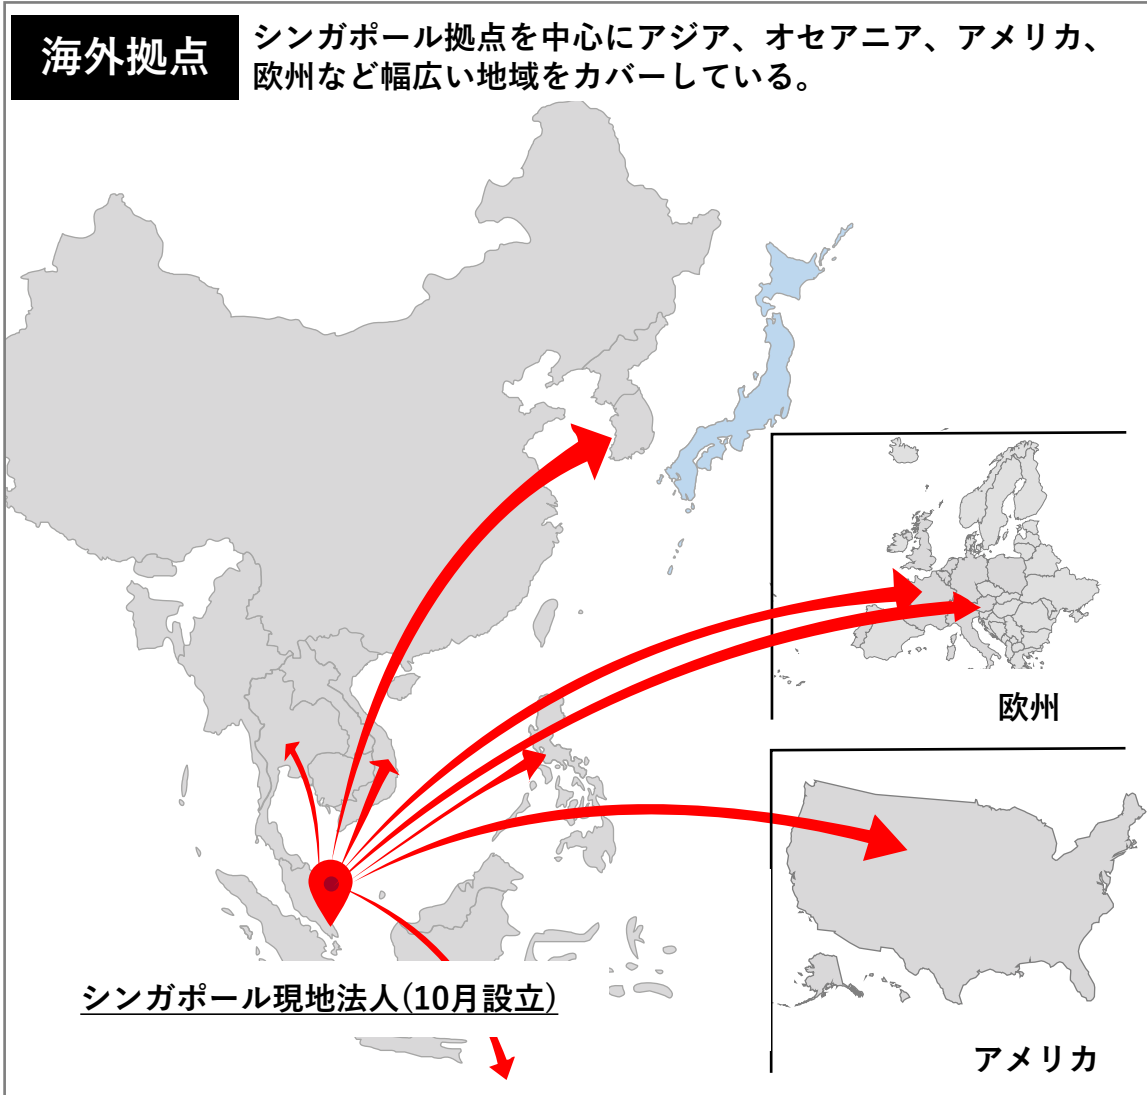 海外拠点
シンガポール拠点を中心にアジア、オセアニア、アメリカ、
欧州など幅広い地域をカバーしている。
欧州
シンガポール現地法人(10月設立)
アメリカ